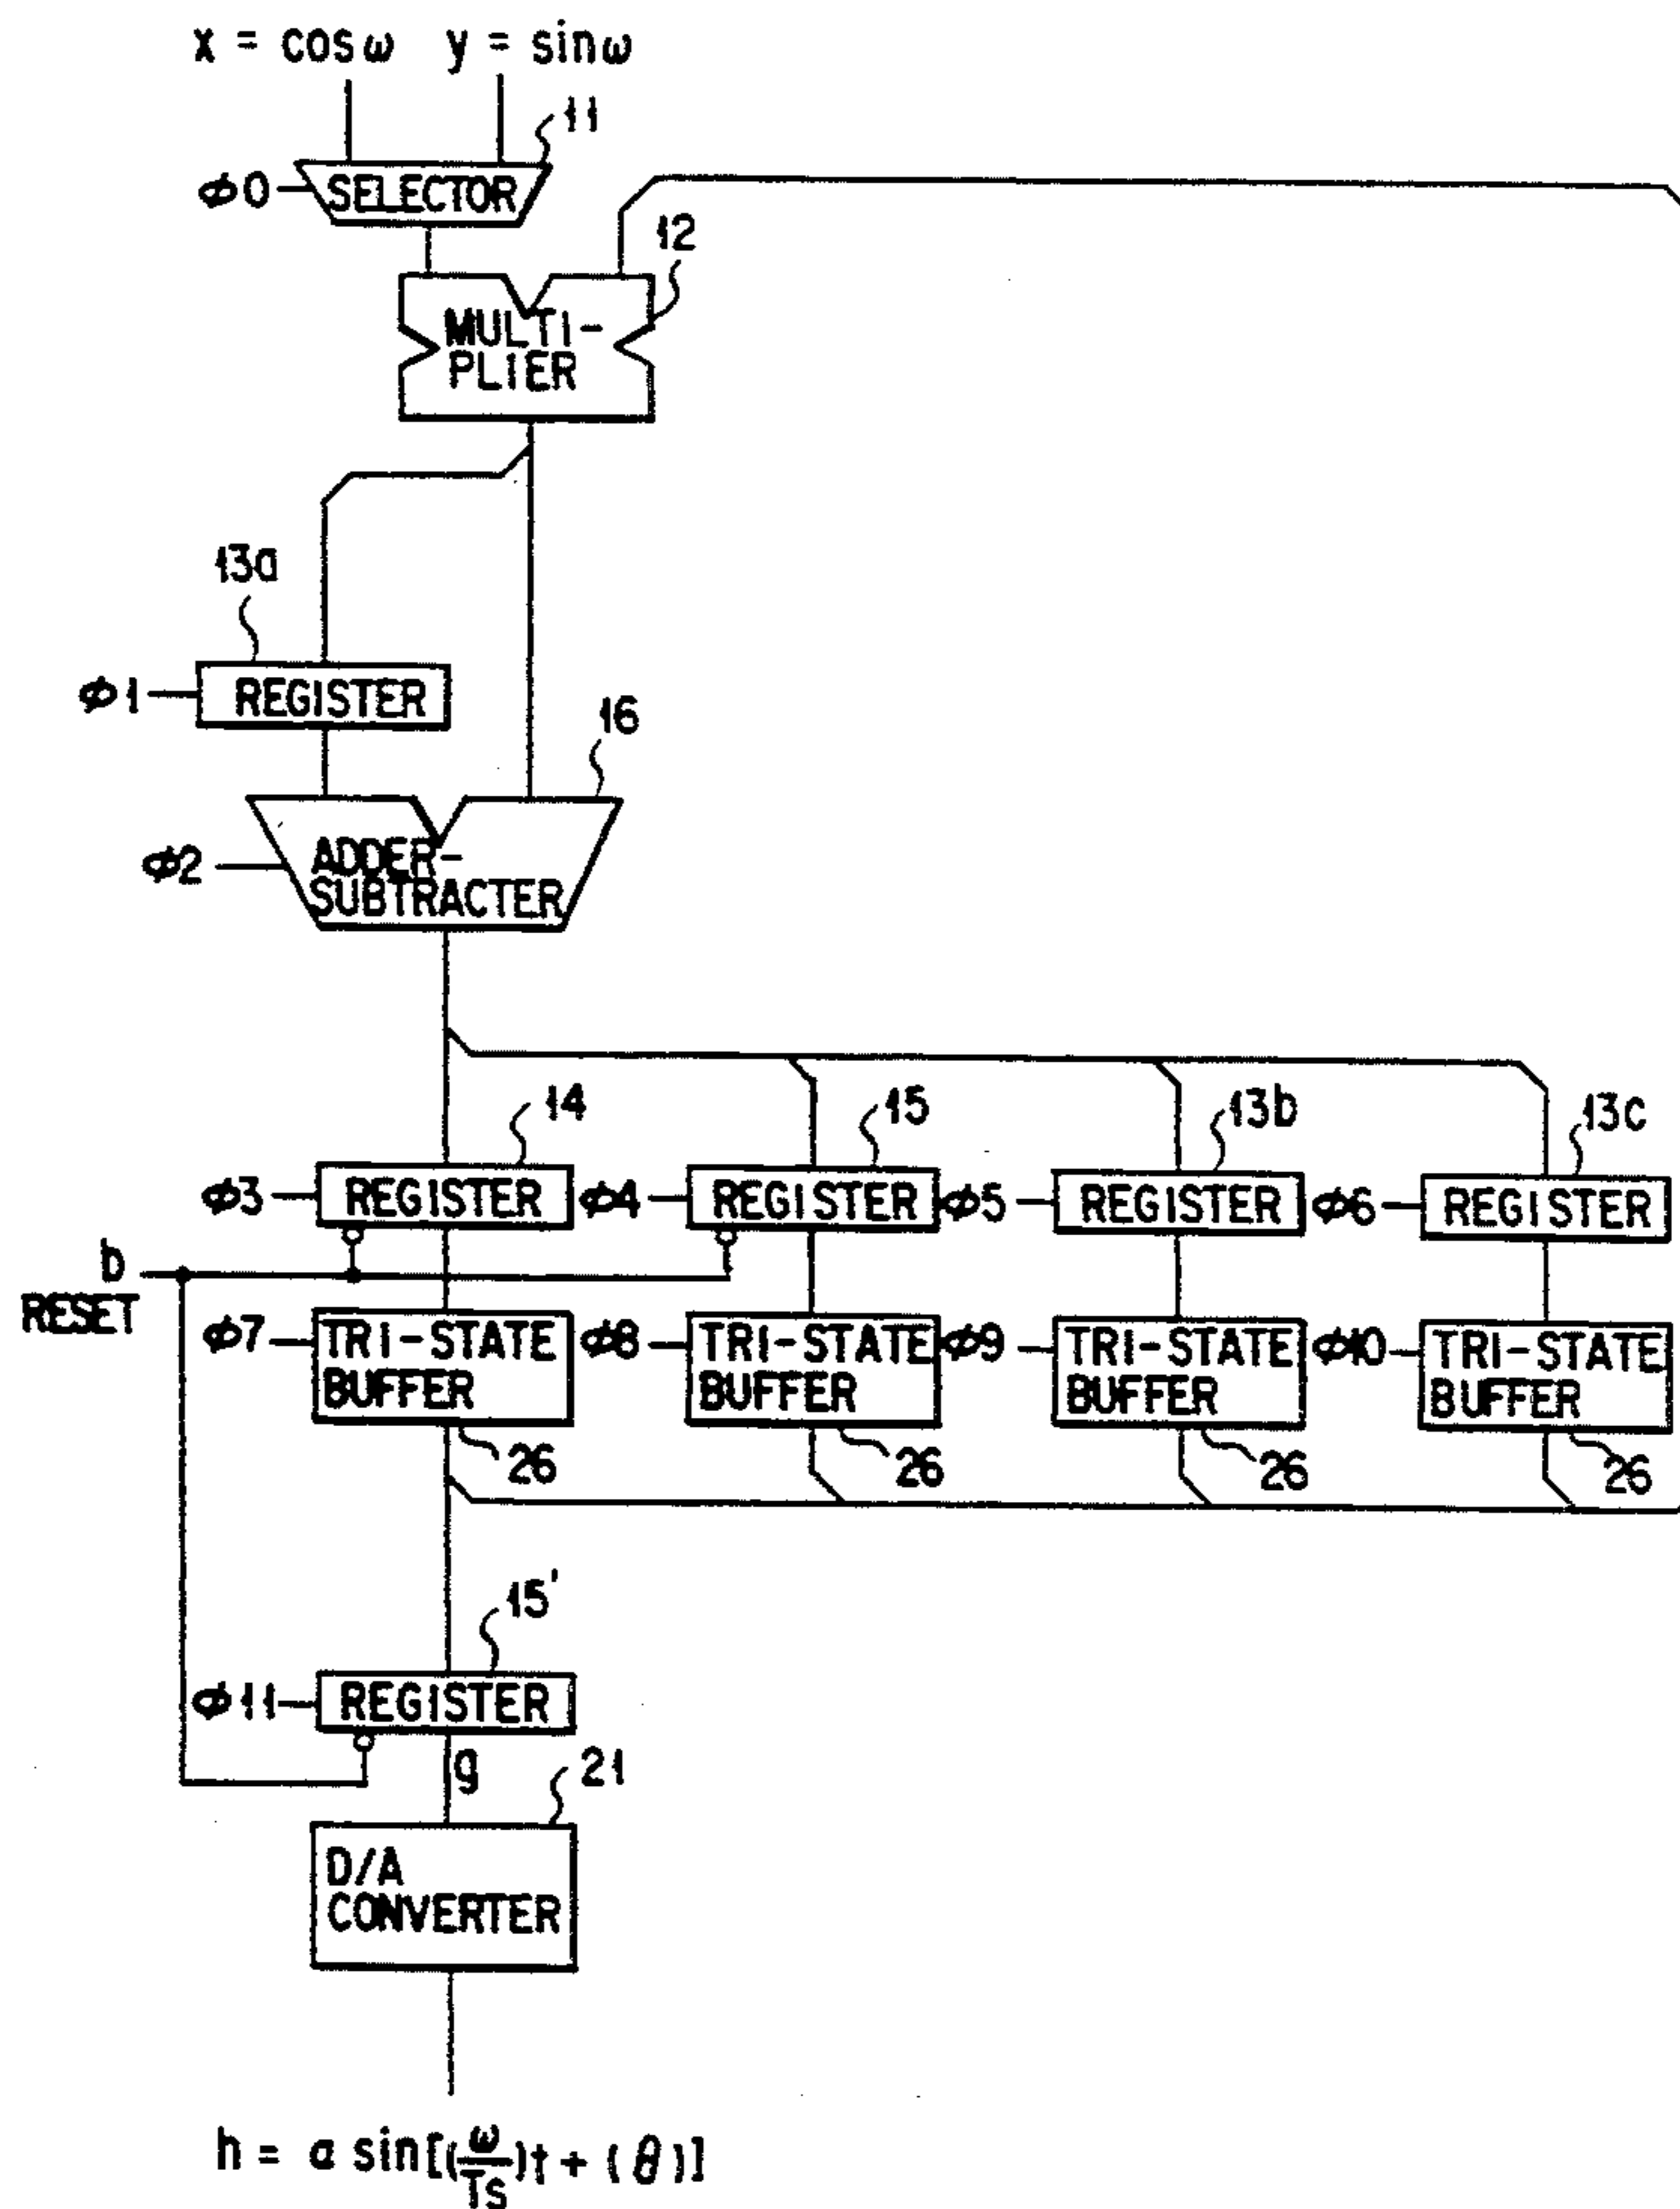 x = cosω y = sinω
11
φ0 SELECTOR
12
MULTI-
PLIER
13a
φ1 REGISTER
16
φ2 ADDER-
SUBTRACTER
14 15 13b 13c
φ3 REGISTER φ4 REGISTER φ5 REGISTER φ6 REGISTER
b
RESET
φ7 TRI-STATE φ8 TRI-STATE φ9 TRI-STATE φ10 TRI-STATE
BUFFER BUFFER BUFFER BUFFER
26 26 26 26
15'
φ11 REGISTER
g 21
D/A
CONVERTER
h = a sin[(ω/Ts)t + (θ)]